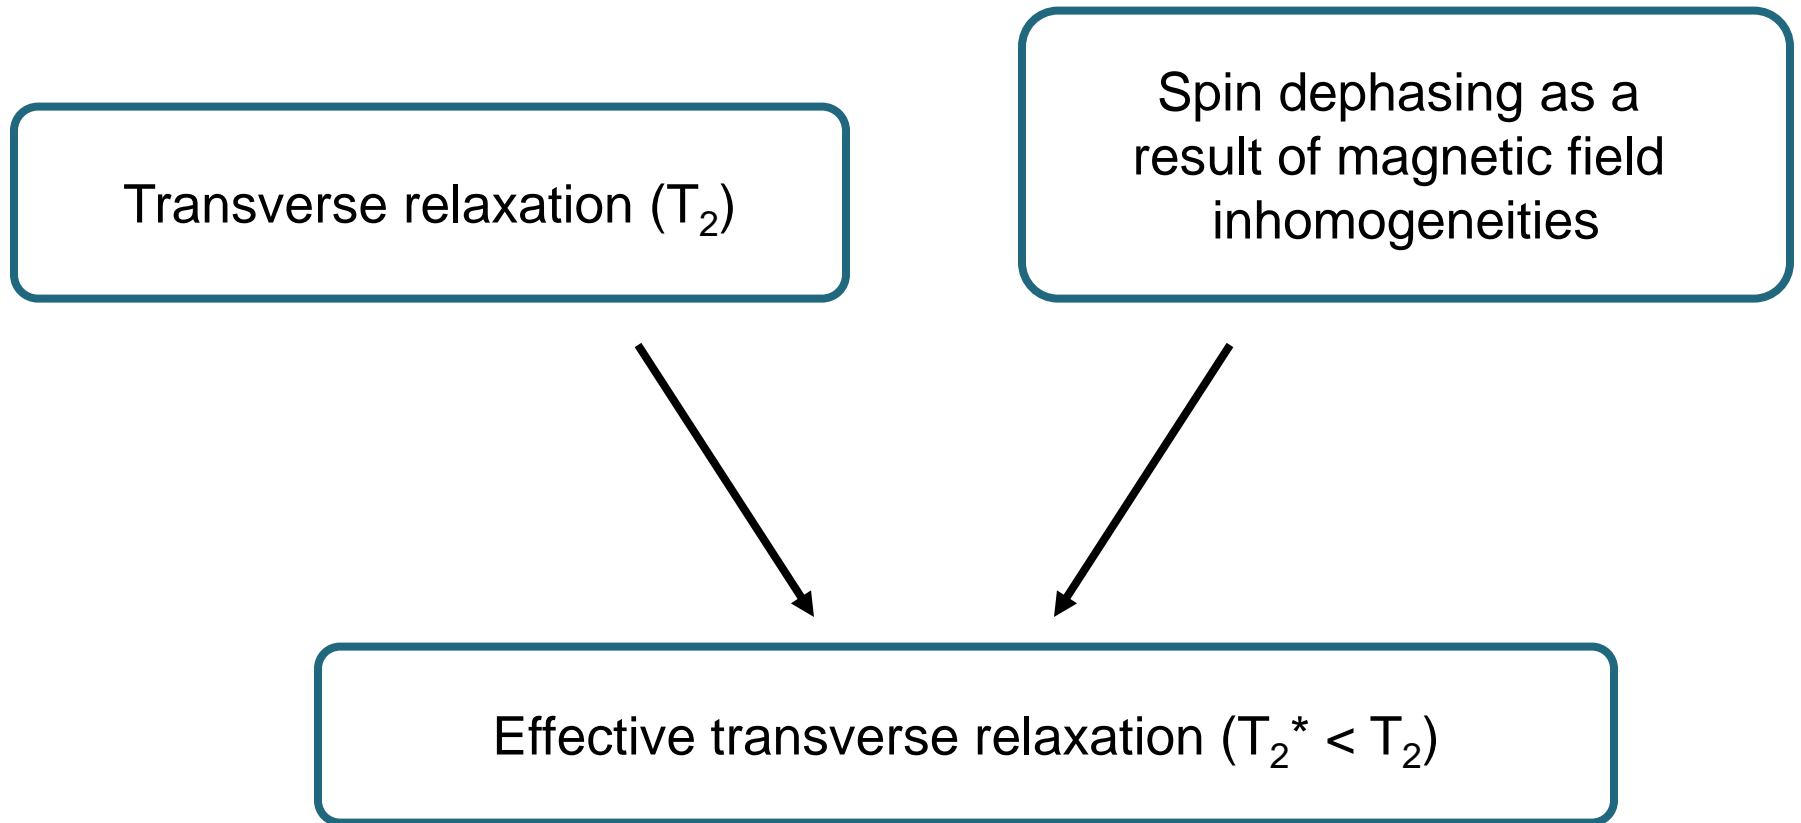 Transverse relaxation (T₂)
Spin dephasing as a
result of magnetic field
inhomogeneities
Effective transverse relaxation (T₂* < T₂)